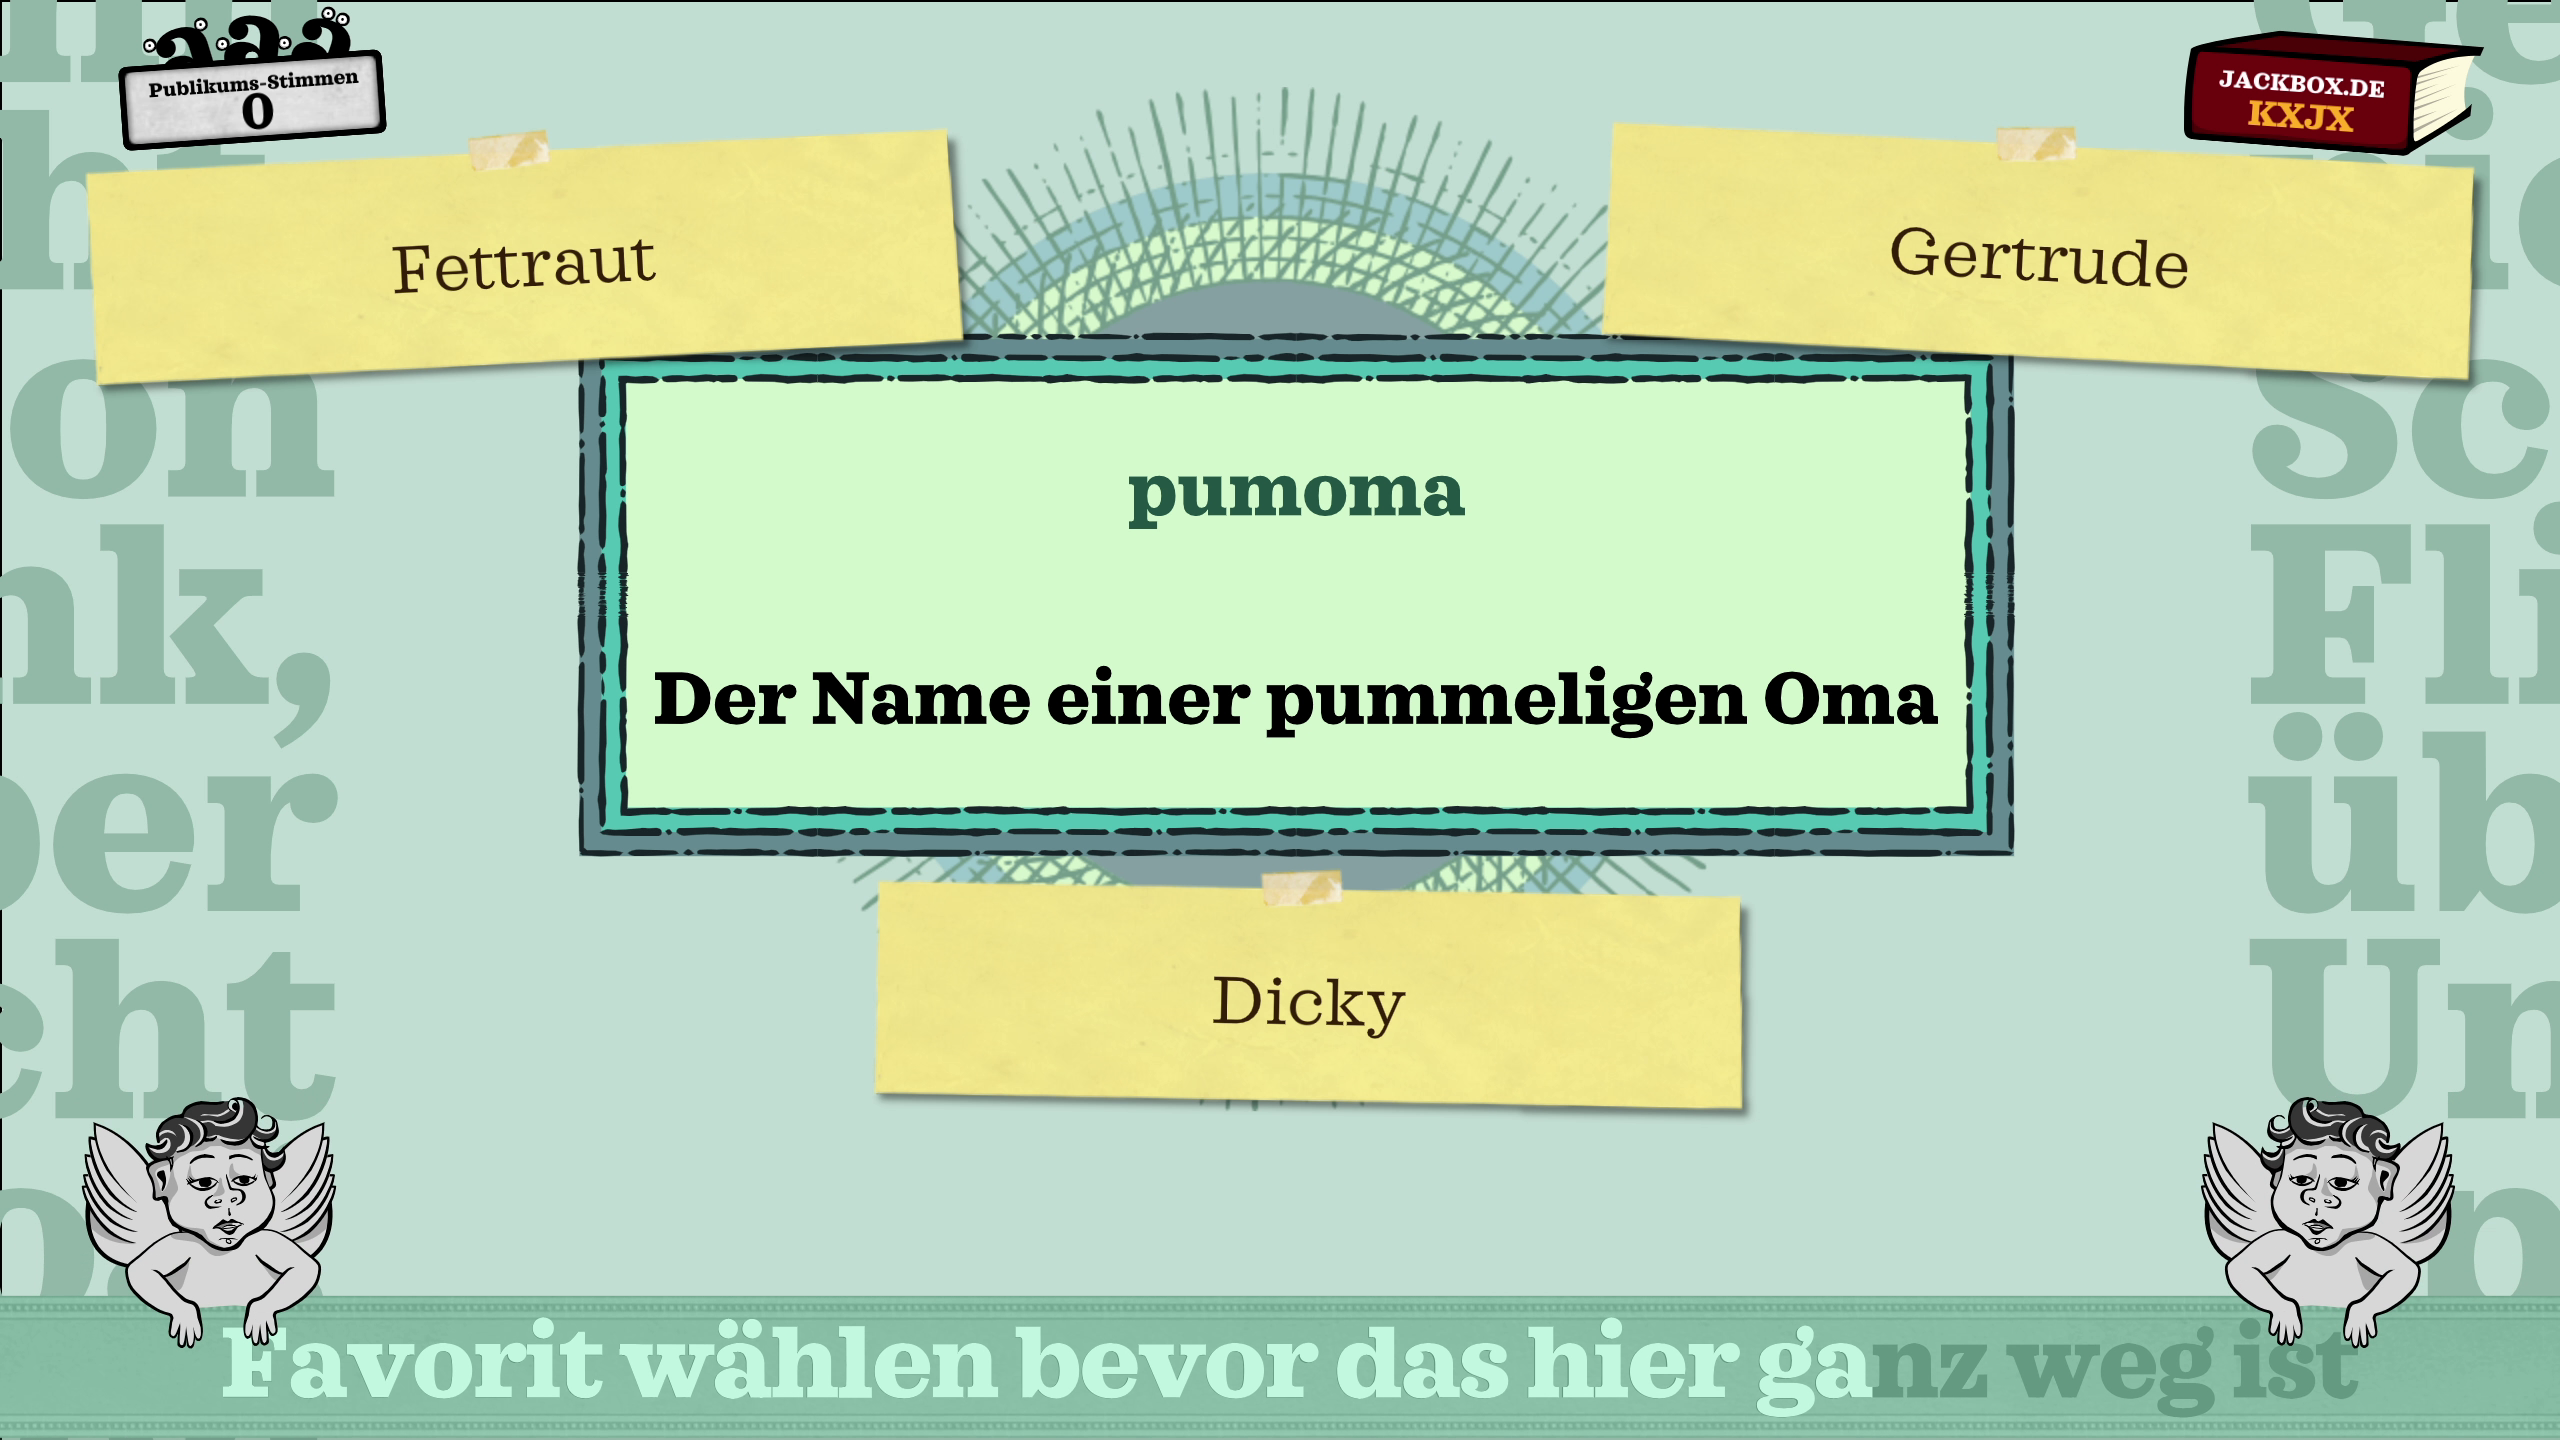 Publikums-Stimmen
0
JACKBOX.DE
KXJX
Fettraut
Gertrude
pumoma
Der Name einer pummeligen Oma
Dicky
Favorit wählen bevor das hier ganz weg ist